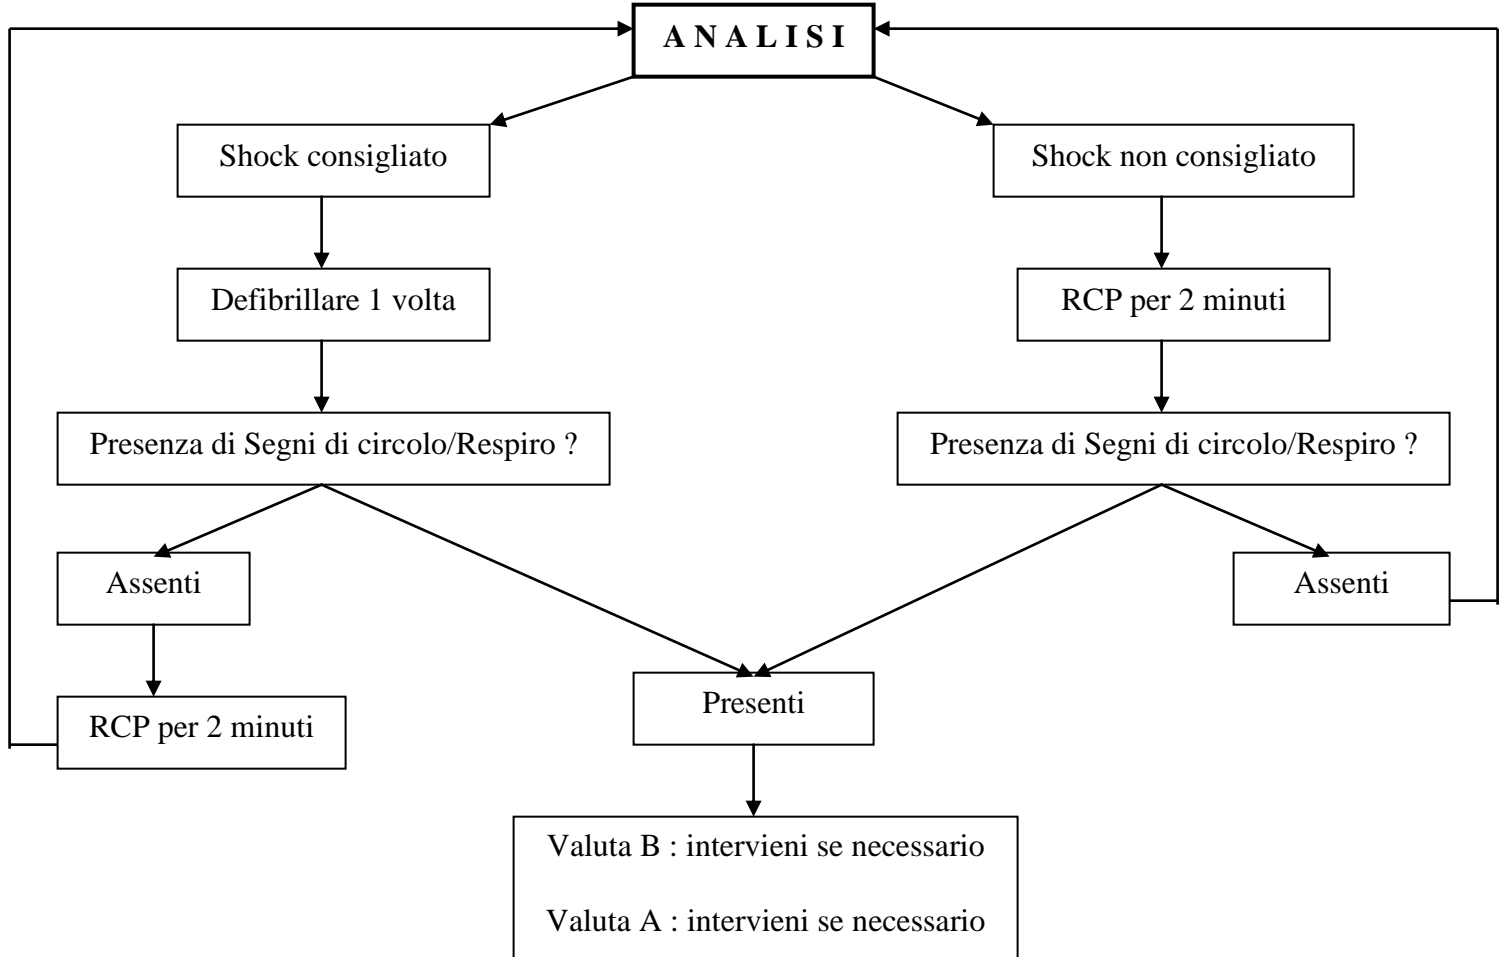 A N A L I S I
Shock consigliato
Shock non consigliato
Defibrillare 1 volta
RCP per 2 minuti
Presenza di Segni di circolo/Respiro ?
Presenza di Segni di circolo/Respiro ?
Assenti
Assenti
RCP per 2 minuti
Presenti
Valuta B : intervieni se necessario
Valuta A : intervieni se necessario